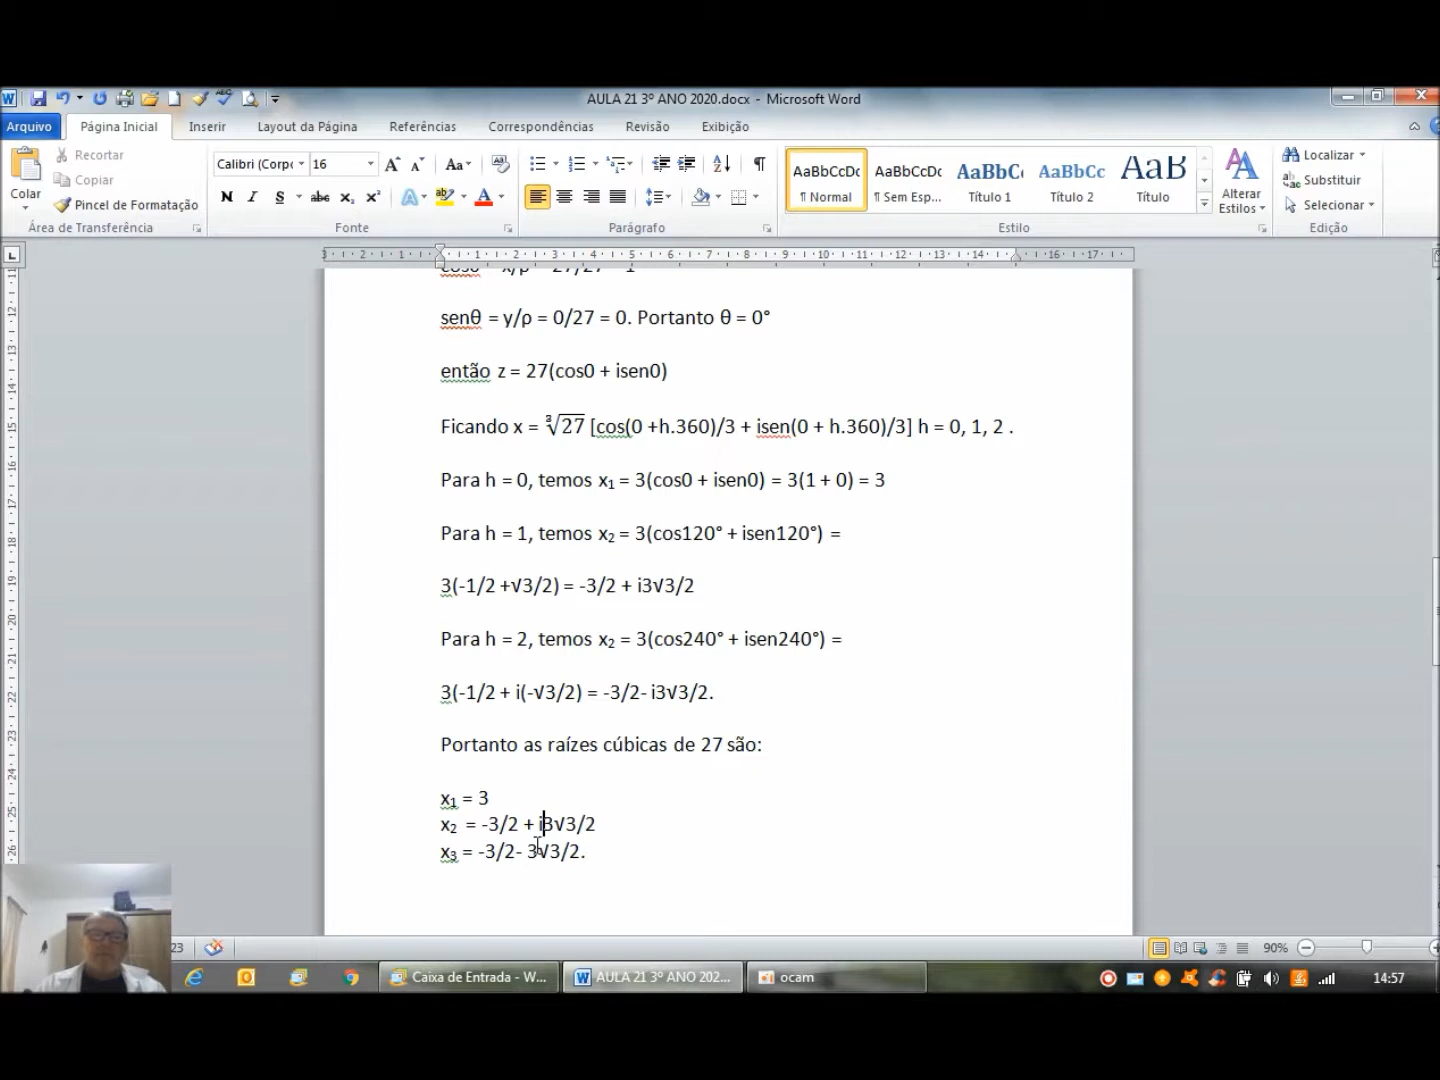 AULA 21 3º ANO 2020.docx - Microsoft Word
Arquivo Página Inicial Inserir Layout da Página Referências Correspondências Revisão Exibição
Colar
Recortar
Copiar
Pincel de Formatação
Área de Transferência
Calibri (Corpo 16
Fonte
Parágrafo
AaBbCcDc AaBbCcDc AaBbC( AaBbCc AaB
¶ Normal ¶ Sem Esp... Título 1 Título 2 Título
Alterar
Estilos
Estilo
Localizar
Substituir
Selecionar
Edição
senθ = y/ρ = 0/27 = 0. Portanto θ = 0°
então z = 27(cos0 + isen0)
Ficando x = ∛27 [cos(0 +h.360)/3 + isen(0 + h.360)/3] h = 0, 1, 2 .
Para h = 0, temos x₁ = 3(cos0 + isen0) = 3(1 + 0) = 3
Para h = 1, temos x₂ = 3(cos120° + isen120°) =
3(-1/2 +√3/2) = -3/2 + i3√3/2
Para h = 2, temos x₂ = 3(cos240° + isen240°) =
3(-1/2 + i(-√3/2) = -3/2- i3√3/2.
Portanto as raízes cúbicas de 27 são:
x₁ = 3
x₂ = -3/2 + i3√3/2
x₃ = -3/2- 3√3/2.
23
90%
Caixa de Entrada - W... AULA 21 3º ANO 202... ocam
14:57